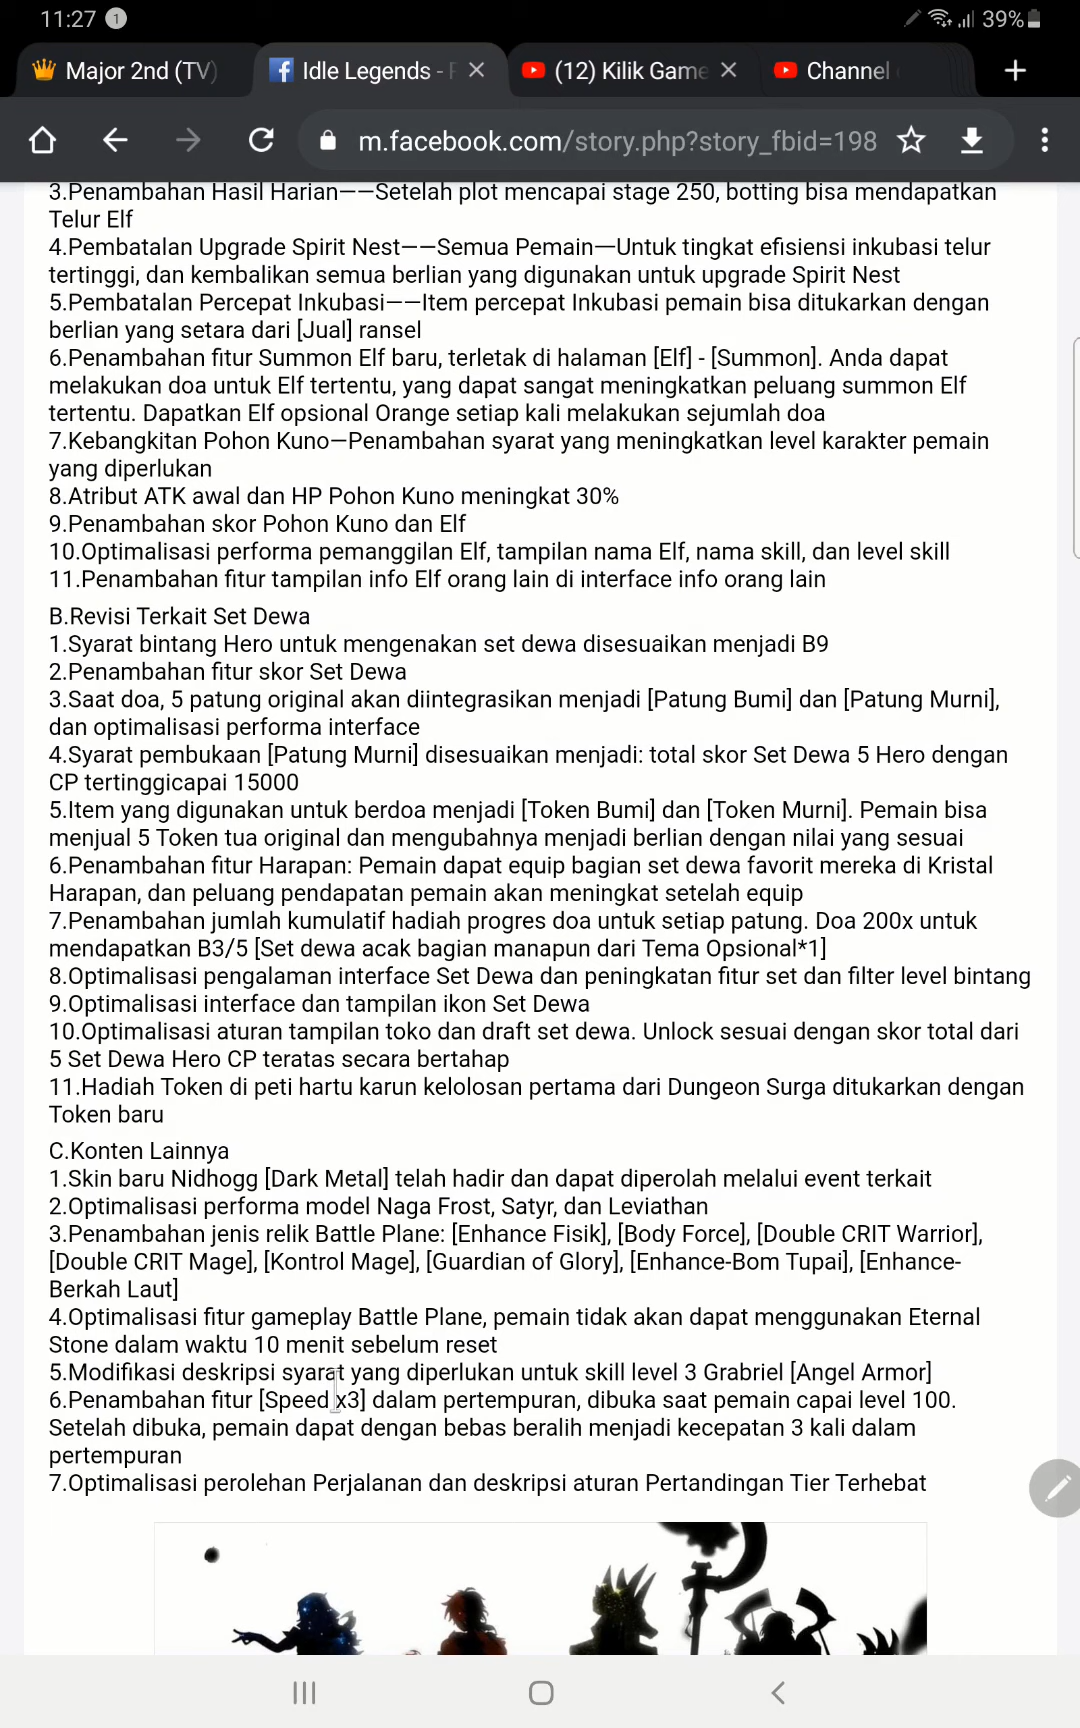 11:27 1 39%
Major 2nd (TV) Idle Legends - F (12) Kilik Game Channel
m.facebook.com/story.php?story_fbid=198
3.Penambahan Hasil Harian——Setelah plot mencapai stage 250, botting bisa mendapatkan
Telur Elf
4.Pembatalan Upgrade Spirit Nest——Semua Pemain—Untuk tingkat efisiensi inkubasi telur
tertinggi, dan kembalikan semua berlian yang digunakan untuk upgrade Spirit Nest
5.Pembatalan Percepat Inkubasi——Item percepat Inkubasi pemain bisa ditukarkan dengan
berlian yang setara dari [Jual] ransel
6.Penambahan fitur Summon Elf baru, terletak di halaman [Elf] - [Summon]. Anda dapat
melakukan doa untuk Elf tertentu, yang dapat sangat meningkatkan peluang summon Elf
tertentu. Dapatkan Elf opsional Orange setiap kali melakukan sejumlah doa
7.Kebangkitan Pohon Kuno—Penambahan syarat yang meningkatkan level karakter pemain
yang diperlukan
8.Atribut ATK awal dan HP Pohon Kuno meningkat 30%
9.Penambahan skor Pohon Kuno dan Elf
10.Optimalisasi performa pemanggilan Elf, tampilan nama Elf, nama skill, dan level skill
11.Penambahan fitur tampilan info Elf orang lain di interface info orang lain
B.Revisi Terkait Set Dewa
1.Syarat bintang Hero untuk mengenakan set dewa disesuaikan menjadi B9
2.Penambahan fitur skor Set Dewa
3.Saat doa, 5 patung original akan diintegrasikan menjadi [Patung Bumi] dan [Patung Murni],
dan optimalisasi performa interface
4.Syarat pembukaan [Patung Murni] disesuaikan menjadi: total skor Set Dewa 5 Hero dengan
CP tertinggicapai 15000
5.Item yang digunakan untuk berdoa menjadi [Token Bumi] dan [Token Murni]. Pemain bisa
menjual 5 Token tua original dan mengubahnya menjadi berlian dengan nilai yang sesuai
6.Penambahan fitur Harapan: Pemain dapat equip bagian set dewa favorit mereka di Kristal
Harapan, dan peluang pendapatan pemain akan meningkat setelah equip
7.Penambahan jumlah kumulatif hadiah progres doa untuk setiap patung. Doa 200x untuk
mendapatkan B3/5 [Set dewa acak bagian manapun dari Tema Opsional*1]
8.Optimalisasi pengalaman interface Set Dewa dan peningkatan fitur set dan filter level bintang
9.Optimalisasi interface dan tampilan ikon Set Dewa
10.Optimalisasi aturan tampilan toko dan draft set dewa. Unlock sesuai dengan skor total dari
5 Set Dewa Hero CP teratas secara bertahap
11.Hadiah Token di peti hartu karun kelolosan pertama dari Dungeon Surga ditukarkan dengan
Token baru
C.Konten Lainnya
1.Skin baru Nidhogg [Dark Metal] telah hadir dan dapat diperolah melalui event terkait
2.Optimalisasi performa model Naga Frost, Satyr, dan Leviathan
3.Penambahan jenis relik Battle Plane: [Enhance Fisik], [Body Force], [Double CRIT Warrior],
[Double CRIT Mage], [Kontrol Mage], [Guardian of Glory], [Enhance-Bom Tupai], [Enhance-
Berkah Laut]
4.Optimalisasi fitur gameplay Battle Plane, pemain tidak akan dapat menggunakan Eternal
Stone dalam waktu 10 menit sebelum reset
5.Modifikasi deskripsi syarat yang diperlukan untuk skill level 3 Grabriel [Angel Armor]
6.Penambahan fitur [Speed x3] dalam pertempuran, dibuka saat pemain capai level 100.
Setelah dibuka, pemain dapat dengan bebas beralih menjadi kecepatan 3 kali dalam
pertempuran
7.Optimalisasi perolehan Perjalanan dan deskripsi aturan Pertandingan Tier Terhebat